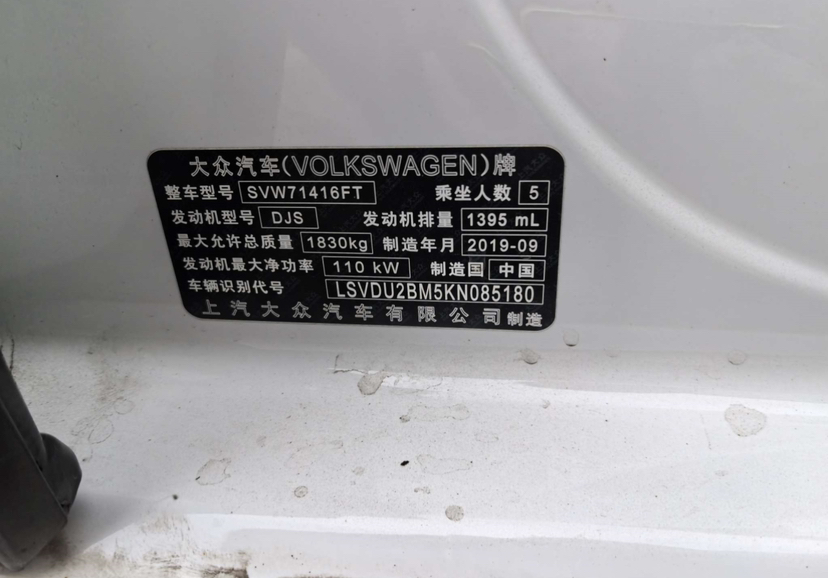 大众汽车(VOLKSWAGEN)牌
整车型号 SVW71416FT 乘坐人数 5
发动机型号 DJS 发动机排量 1395 mL
最大允许总质量 1830kg 制造年月 2019-09
发动机最大净功率 110 kW 制造国 中国
车辆识别代号 LSVDU2BM5KN085180
上汽大众汽车有限公司 制造